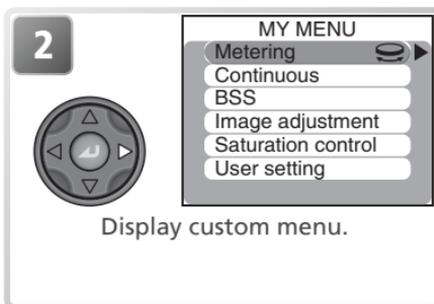 2
MY MENU
Metering
Continuous
BSS
Image adjustment
Saturation control
User setting
Display custom menu.